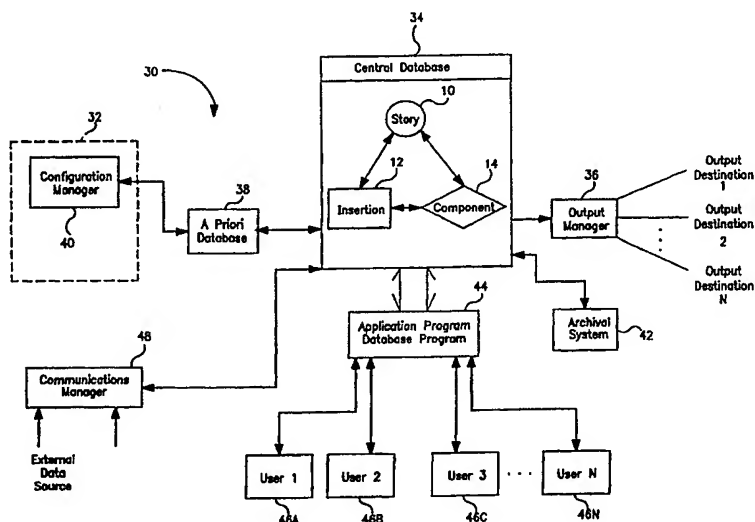 34
Central Database
30
10
Story
32
12
14
Configuration
Manager
40
38
A Priori
Database
Insertion
Component
36
Output
Manager
Output
Destination
1
Output
Destination
2
Output
Destination
N
44
Application Program
Database Program
Archival
System
42
48
Communications
Manager
External
Data
Source
User 1
User 2
User 3
User N
46A
46B
46C
46N